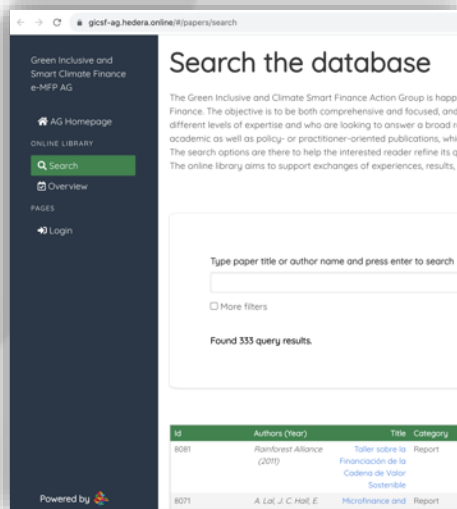 gicsf-ag.hedera.online/#/papers/search
Green Inclusive and
Smart Climate Finance
e-MFP AG
AG Homepage
ONLINE LIBRARY
Search
Overview
PAGES
Login
Powered by
Search the database
The Green Inclusive and Climate Smart Finance Action Group is happ
Finance. The objective is to be both comprehensive and focused, and
different levels of expertise and who are looking to answer a broad r
academic as well as policy- or practitioner-oriented publications, whi
The search options are there to help the interested reader refine its q
The online library aims to support exchanges of experiences, results,
Type paper title or author name and press enter to search
More filters
Found 333 query results.
Id Authors (Year) Title Category
8081 Rainforest Alliance Taller sobre la Report
(2011) Financiación de la
Cadena de Valor
Sostenible
8071 A. Lal, J. C. Holt, E. Microfinance and Report